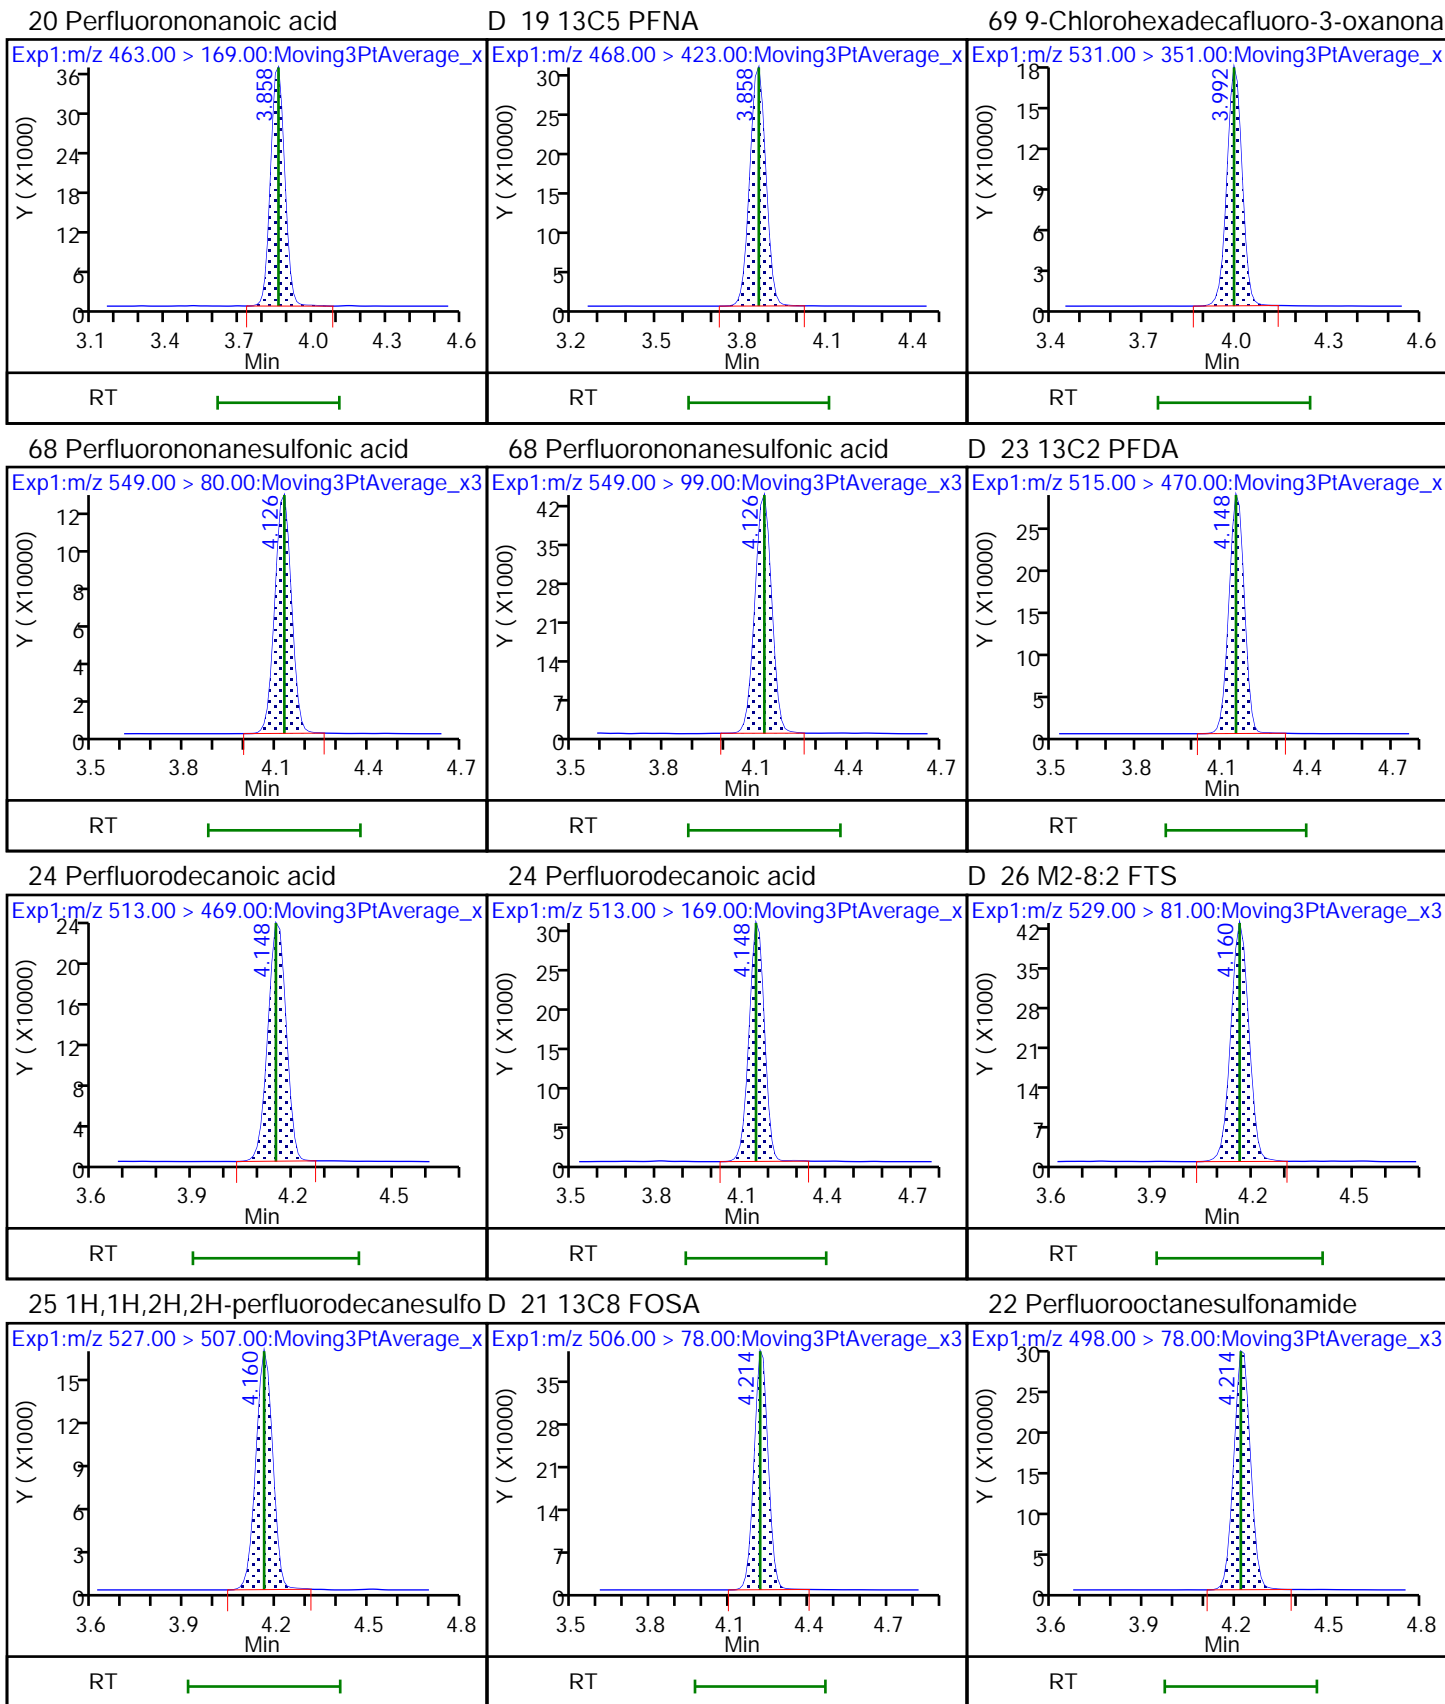 20 Perfluorononanoic acid
Exp1:m/z 463.00 > 169.00:Moving3PtAverage_x
3.858
Y ( X10000)
36
30
24
18
12
6
0
3.1 3.4 3.7 4.0 4.3 4.6
Min
RT
D 19 13C5 PFNA
Exp1:m/z 468.00 > 423.00:Moving3PtAverage_x
3.858
Y ( X10000)
30
25
20
15
10
5
0
3.2 3.5 3.8 4.1 4.4
Min
RT
69 9-Chlorohexadecafluoro-3-oxanona
Exp1:m/z 531.00 > 351.00:Moving3PtAverage_x
3.992
Y ( X10000)
18
15
12
9
6
3
0
3.4 3.7 4.0 4.3 4.6
Min
RT
68 Perfluorononanesulfonic acid
Exp1:m/z 549.00 > 80.00:Moving3PtAverage_x3
4.126
Y ( X10000)
12
10
8
6
4
2
0
3.5 3.8 4.1 4.4 4.7
Min
RT
68 Perfluorononanesulfonic acid
Exp1:m/z 549.00 > 99.00:Moving3PtAverage_x3
4.126
Y ( X1000)
42
35
28
21
14
7
0
3.5 3.8 4.1 4.4 4.7
Min
RT
D 23 13C2 PFDA
Exp1:m/z 515.00 > 470.00:Moving3PtAverage_x
4.148
Y ( X10000)
25
20
15
10
5
0
3.5 3.8 4.1 4.4 4.7
Min
RT
24 Perfluorodecanoic acid
Exp1:m/z 513.00 > 469.00:Moving3PtAverage_x
4.148
Y ( X10000)
24
20
16
12
8
4
0
3.6 3.9 4.2 4.5
Min
RT
24 Perfluorodecanoic acid
Exp1:m/z 513.00 > 169.00:Moving3PtAverage_x
4.148
Y ( X1000)
30
25
20
15
10
5
0
3.5 3.8 4.1 4.4 4.7
Min
RT
D 26 M2-8:2 FTS
Exp1:m/z 529.00 > 81.00:Moving3PtAverage_x3
4.160
Y ( X1000)
42
35
28
21
14
7
0
3.6 3.9 4.2 4.5
Min
RT
25 1H,1H,2H,2H-perfluorodecanesulfo
Exp1:m/z 527.00 > 507.00:Moving3PtAverage_x
4.160
Y ( X1000)
15
12
9
6
3
0
3.6 3.9 4.2 4.5 4.8
Min
RT
D 21 13C8 FOSA
Exp1:m/z 506.00 > 78.00:Moving3PtAverage_x3
4.214
Y ( X10000)
35
28
21
14
7
0
3.5 3.8 4.1 4.4 4.7
Min
RT
22 Perfluorooctanesulfonamide
Exp1:m/z 498.00 > 78.00:Moving3PtAverage_x3
4.214
Y ( X10000)
30
25
20
15
10
5
0
3.6 3.9 4.2 4.5 4.8
Min
RT